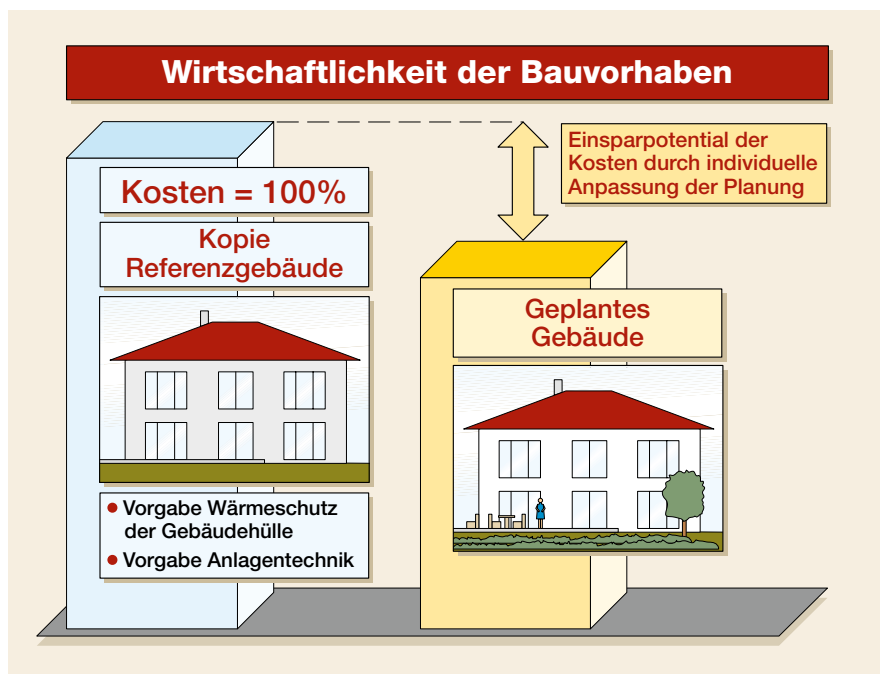 Wirtschaftlichkeit der Bauvorhaben
Einsparpotential der
Kosten durch individuelle
Anpassung der Planung
Kosten = 100%
Kopie
Referenzgebäude
Geplantes
Gebäude
● Vorgabe Wärmeschutz
der Gebäudehülle
● Vorgabe Anlagentechnik